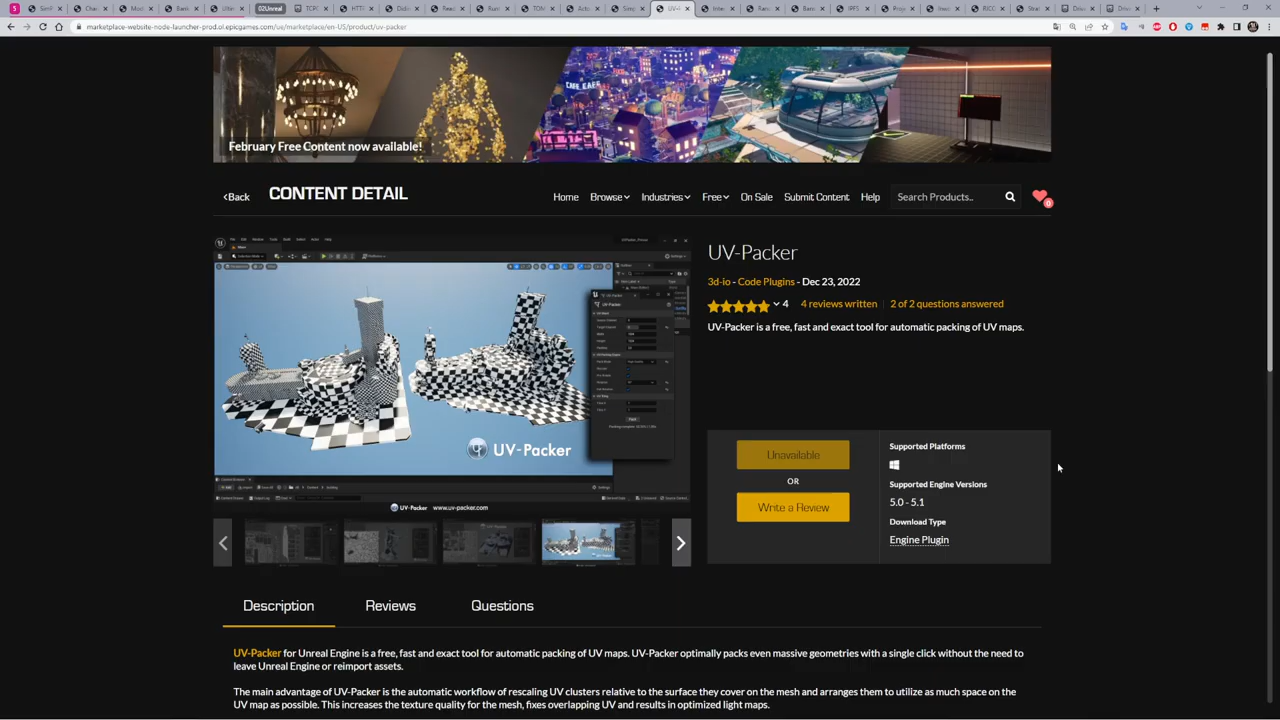 marketplace-website-node-launcher-prod.ol.epicgames.com/ue/marketplace/en-US/product/uv-packer
February Free Content now available!
Back
CONTENT DETAIL
Home
Browse
Industries
Free
On Sale
Submit Content
Help
Search Products..
0
UV-Packer
3d-io - Code Plugins - Dec 23, 2022
4
4 reviews written
2 of 2 questions answered
UV-Packer is a free, fast and exact tool for automatic packing of UV maps.
UV-Packer
UV-Packer
www.uv-packer.com
Unavailable
OR
Write a Review
Supported Platforms
Supported Engine Versions
5.0 - 5.1
Download Type
Engine Plugin
Description
Reviews
Questions
UV-Packer for Unreal Engine is a free, fast and exact tool for automatic packing of UV maps. UV-Packer optimally packs even massive geometries with a single click without the need to
leave Unreal Engine or reimport assets.
The main advantage of UV-Packer is the automatic workflow of rescaling UV clusters relative to the surface they cover on the mesh and arranges them to utilize as much space on the
UV map as possible. This increases the texture quality for the mesh, fixes overlapping UV and results in optimized light maps.